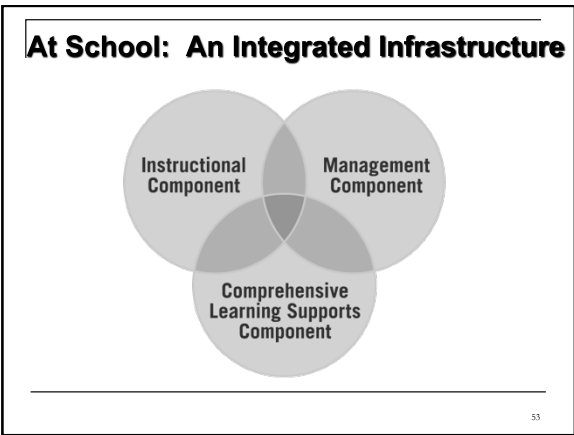 At School: An Integrated Infrastructure
Instructional
Component
Management
Component
Comprehensive
Learning Supports
Component
53